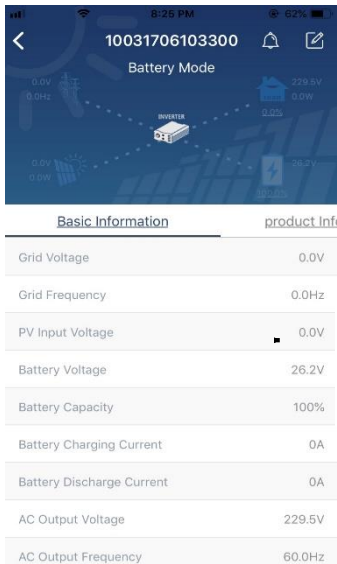 8:25 PM
62%
10031706103300
Battery Mode
0.0V
0.0Hz
229.5V
0.0W
0.0%
INVERTER
0.0V
0.0W
26.2V
100.0%
Basic Information
product Inf
Grid Voltage 0.0V
Grid Frequency 0.0Hz
PV Input Voltage 0.0V
Battery Voltage 26.2V
Battery Capacity 100%
Battery Charging Current 0A
Battery Discharge Current 0A
AC Output Voltage 229.5V
AC Output Frequency 60.0Hz